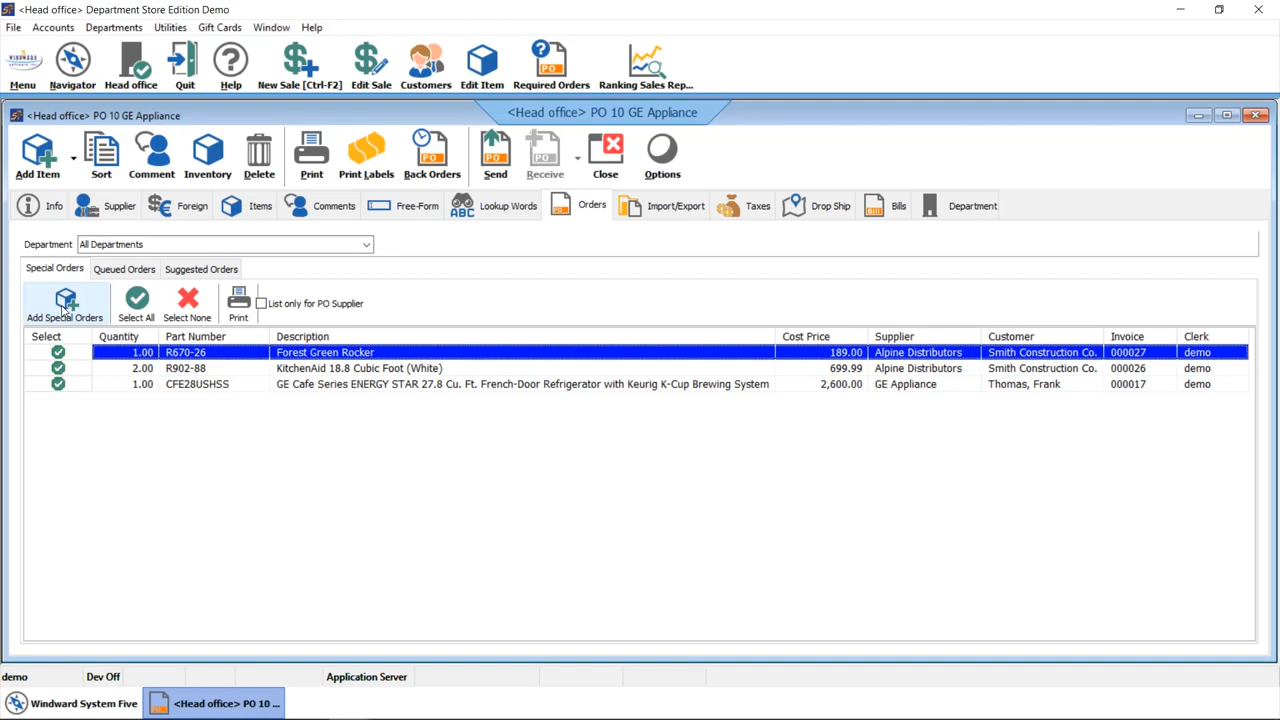 <Head office> Department Store Edition Demo
File Accounts Departments Utilities Gift Cards Window Help
WINDWARD
Menu Navigator Head office Quit Help New Sale [Ctrl-F2] Edit Sale Customers Edit Item Required Orders Ranking Sales Rep...
<Head office> PO 10 GE Appliance
<Head office> PO 10 GE Appliance
Add Item Sort Comment Inventory Delete Print Print Labels Back Orders Send Receive Close Options
Info Supplier Foreign Items Comments Free-Form Lookup Words Orders Import/Export Taxes Drop Ship Bills Department
Department All Departments
Special Orders Queued Orders Suggested Orders
Add Special Orders Select All Select None Print List only for PO Supplier
Select Quantity Part Number Description Cost Price Supplier Customer Invoice Clerk
1.00 R670-26 Forest Green Rocker 189.00 Alpine Distributors Smith Construction Co. 000027 demo
2.00 R902-88 KitchenAid 18.8 Cubic Foot (White) 699.99 Alpine Distributors Smith Construction Co. 000026 demo
1.00 CFE28USHSS GE Cafe Series ENERGY STAR 27.8 Cu. Ft. French-Door Refrigerator with Keurig K-Cup Brewing System 2,600.00 GE Appliance Thomas, Frank 000017 demo
demo Dev Off Application Server
Windward System Five <Head office> PO 10 ...